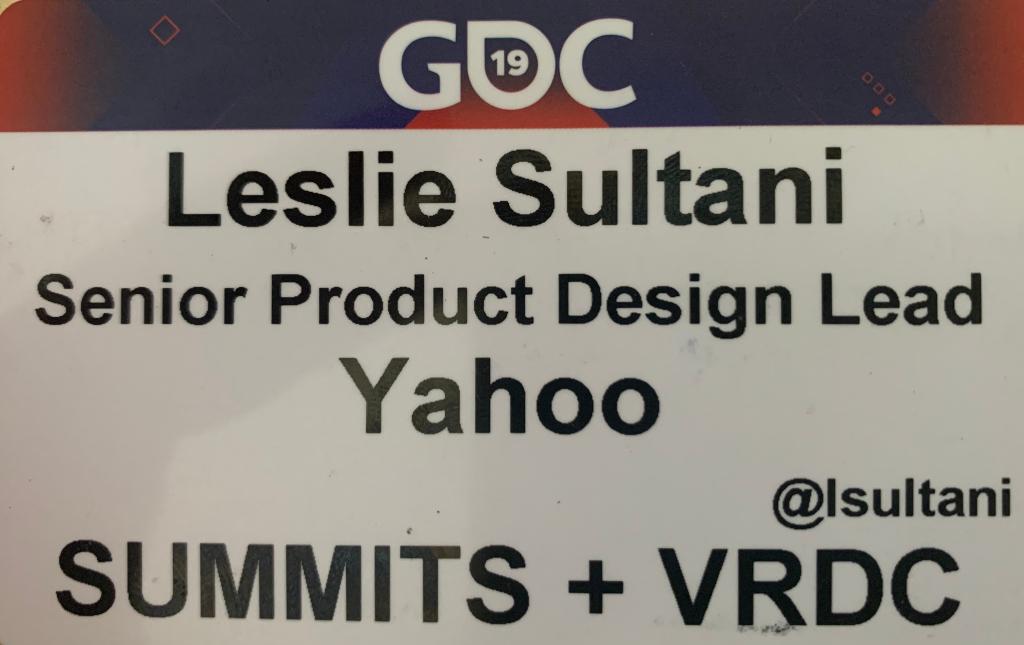 GDC
19
Leslie Sultani
Senior Product Design Lead
Yahoo
@lsultani
SUMMITS + VRDC